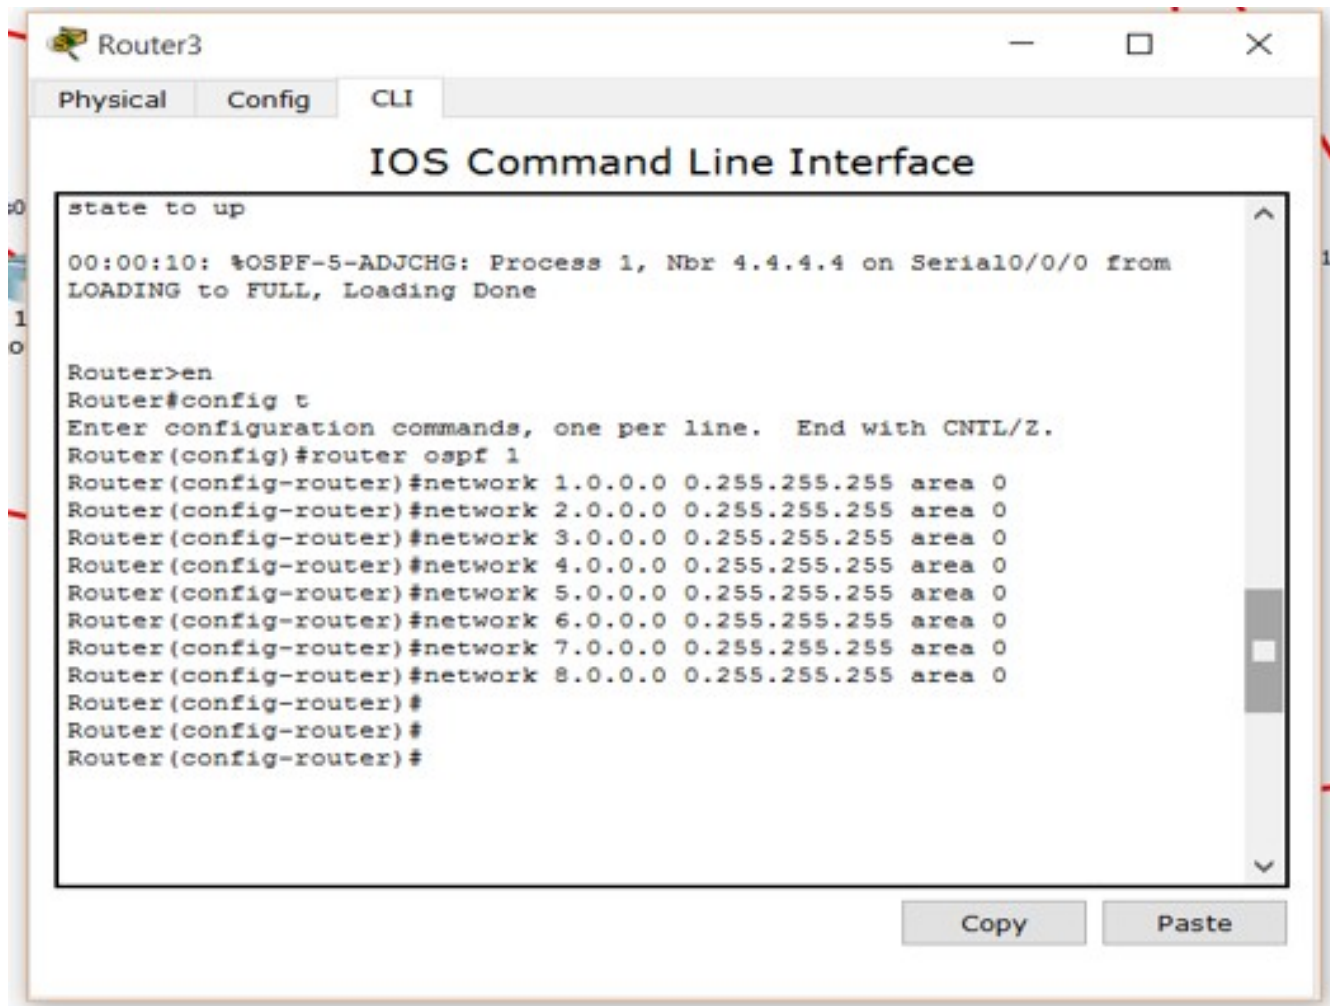 Router3
Physical Config CLI
IOS Command Line Interface
state to up
00:00:10: %OSPF-5-ADJCHG: Process 1, Nbr 4.4.4.4 on Serial0/0/0 from
LOADING to FULL, Loading Done
Router>en
Router#config t
Enter configuration commands, one per line.  End with CNTL/Z.
Router(config)#router ospf 1
Router(config-router)#network 1.0.0.0 0.255.255.255 area 0
Router(config-router)#network 2.0.0.0 0.255.255.255 area 0
Router(config-router)#network 3.0.0.0 0.255.255.255 area 0
Router(config-router)#network 4.0.0.0 0.255.255.255 area 0
Router(config-router)#network 5.0.0.0 0.255.255.255 area 0
Router(config-router)#network 6.0.0.0 0.255.255.255 area 0
Router(config-router)#network 7.0.0.0 0.255.255.255 area 0
Router(config-router)#network 8.0.0.0 0.255.255.255 area 0
Router(config-router)#
Router(config-router)#
Router(config-router)#
Copy Paste